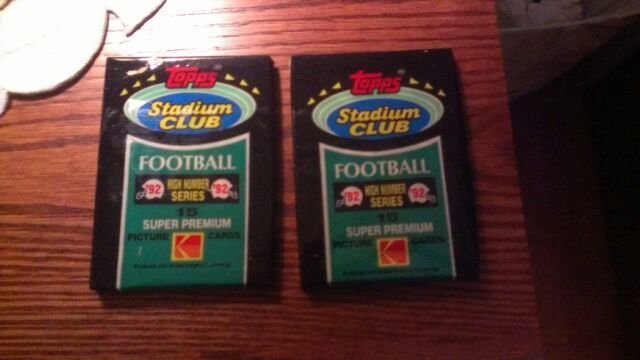 Topps
Stadium
CLUB
FOOTBALL
'92 HIGH NUMBER '92
SERIES
15
SUPER PREMIUM
PICTURE CARDS
Topps
Stadium
CLUB
FOOTBALL
'92 HIGH NUMBER '92
SERIES
15
SUPER PREMIUM
PICTURE CARDS